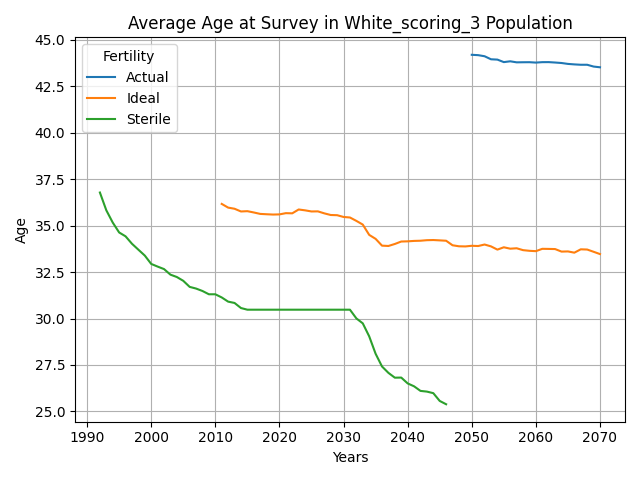 Average Age at Survey in White_scoring_3 Population
45.0
42.5
40.0
37.5
35.0
32.5
30.0
27.5
25.0
Age
Fertility
Actual
Ideal
Sterile
1990 2000 2010 2020 2030 2040 2050 2060 2070
Years